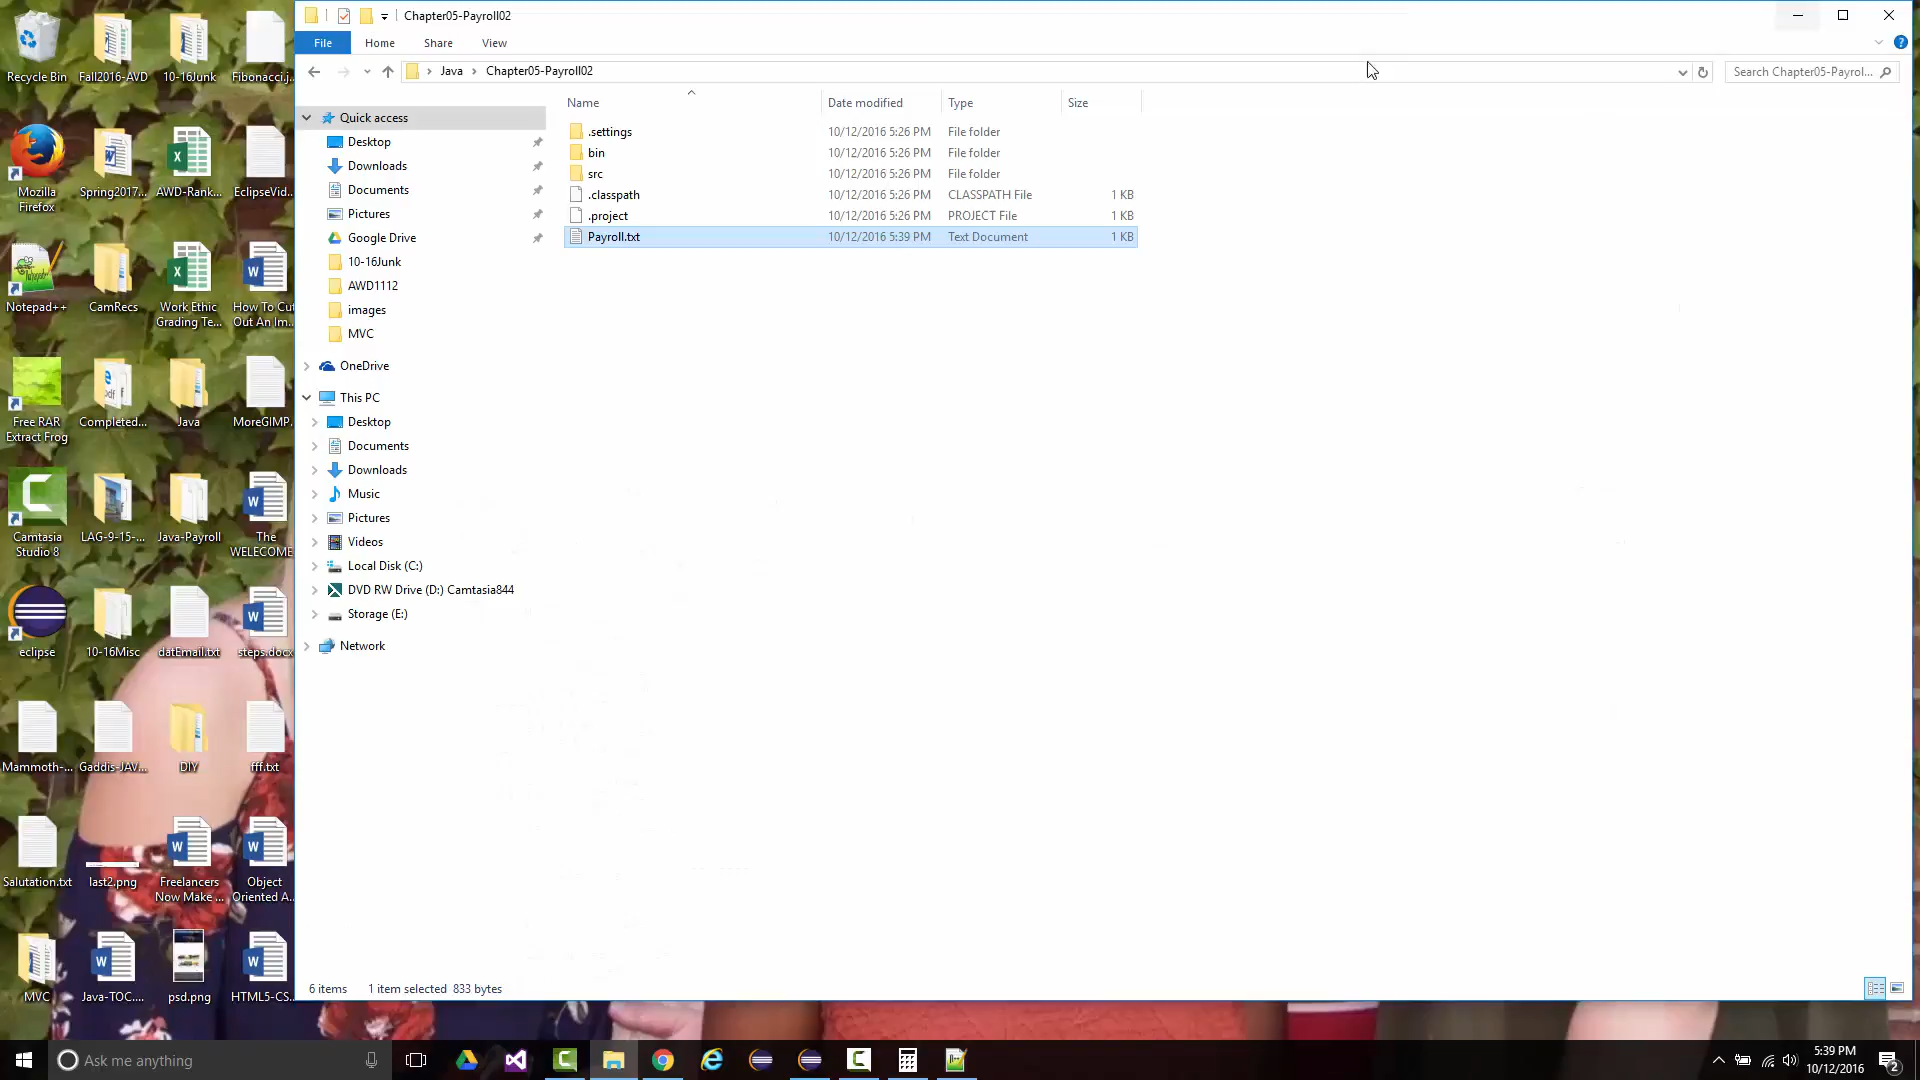 Chapter05-Payroll02
File
Home
Share
View
Java
Chapter05-Payroll02
Search Chapter05-Payrol...
Name
Date modified
Type
Size
.settings
10/12/2016 5:26 PM
File folder
bin
10/12/2016 5:26 PM
File folder
src
10/12/2016 5:26 PM
File folder
.classpath
10/12/2016 5:26 PM
CLASSPATH File
1 KB
.project
10/12/2016 5:26 PM
PROJECT File
1 KB
Payroll.txt
10/12/2016 5:39 PM
Text Document
1 KB
Quick access
Desktop
Downloads
Documents
Pictures
Google Drive
10-16Junk
AWD1112
images
MVC
OneDrive
This PC
Desktop
Documents
Downloads
Music
Pictures
Videos
Local Disk (C:)
DVD RW Drive (D:) Camtasia844
Storage (E:)
Network
6 items
1 item selected 833 bytes
Recycle Bin
Fall2016-AVD
10-16Junk
Fibonacci.j...
Mozilla
Firefox
Spring2017...
AWD-Rank...
EclipseVid...
Notepad++
CamRecs
Work Ethic
Grading Te...
How To Cut
Out An Im...
Free RAR
Extract Frog
Completed...
Java
MoreGIMP...
Camtasia
Studio 8
LAG-9-15-...
Java-Payroll
The
WELECOME
eclipse
10-16Misc
datEmail.txt
steps.docx
Mammoth-...
Gaddis-JAV...
DIY
fff.txt
Salutation.txt
last2.png
Freelancers
Now Make ...
Object
Oriented A...
MVC
Java-TOC....
psd.png
HTML5-CS...
Ask me anything
5:39 PM
10/12/2016
2